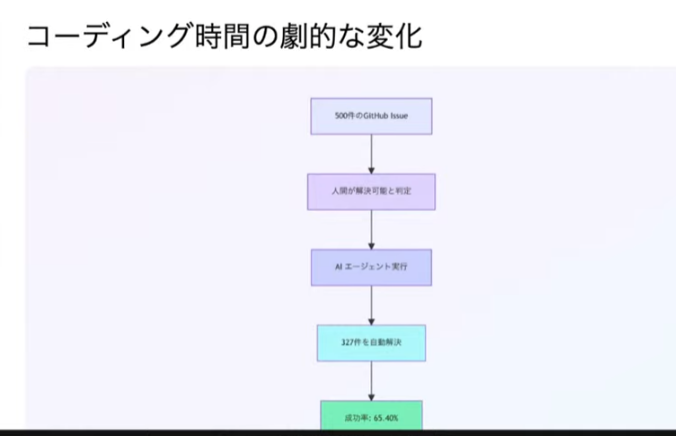 コーディング時間の劇的な変化
500件のGitHub Issue
人間が解決可能と判定
AI エージェント実行
327件を自動解決
成功率: 65.40%